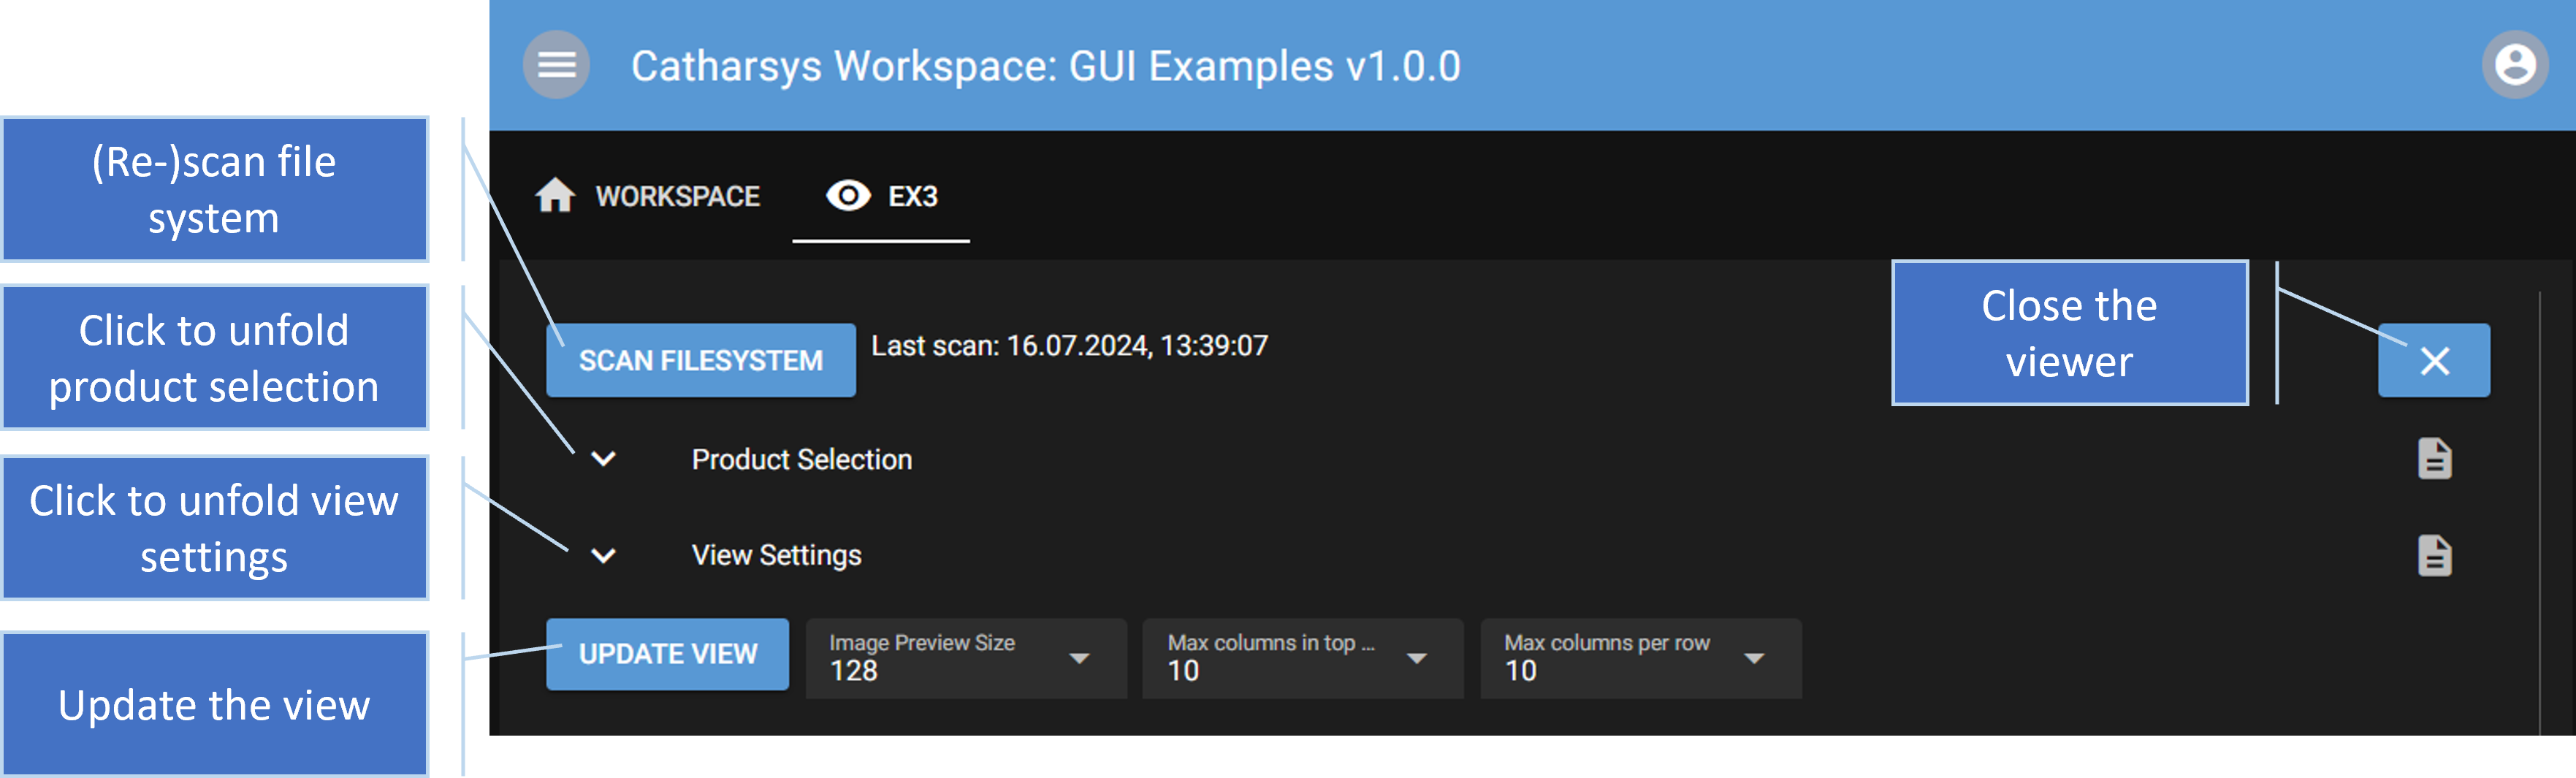 Catharsys Workspace: GUI Examples v1.0.0
(Re-)scan file
system
WORKSPACE
EX3
Click to unfold
product selection
SCAN FILESYSTEM
Last scan: 16.07.2024, 13:39:07
Close the
viewer
Product Selection
Click to unfold view
settings
View Settings
Update the view
UPDATE VIEW
Image Preview Size
128
Max columns in top ...
10
Max columns per row
10